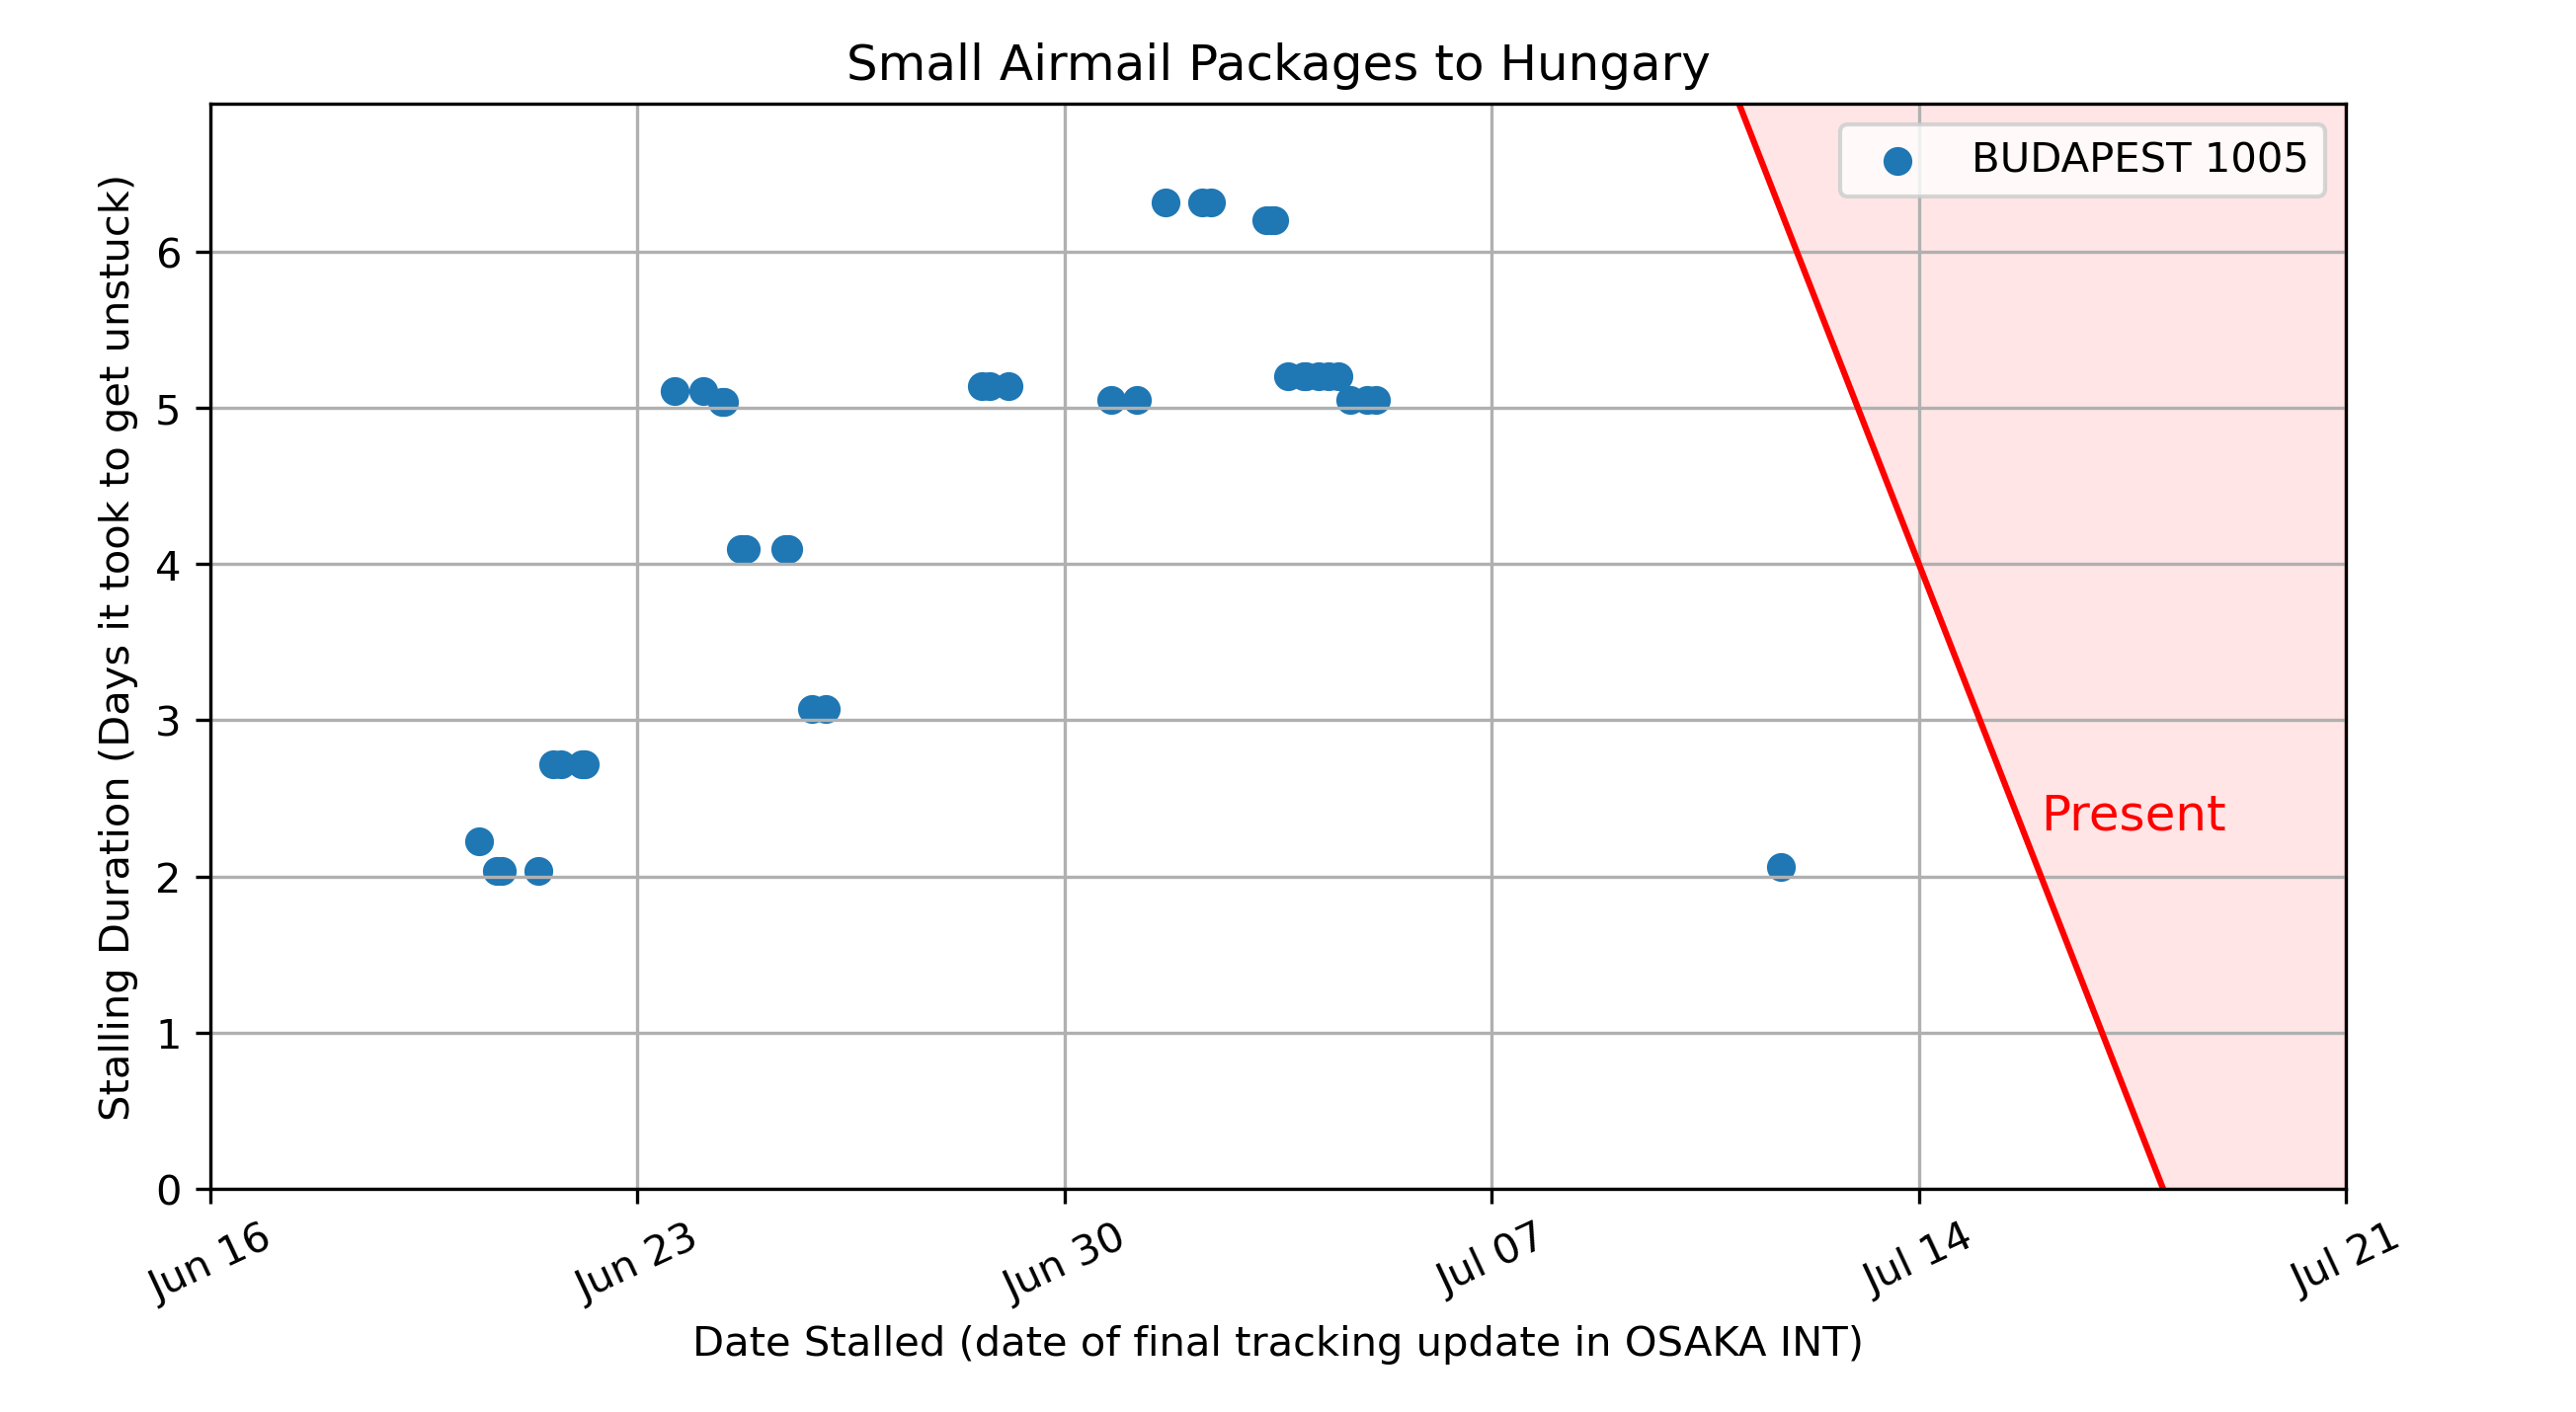 Small Airmail Packages to Hungary
BUDAPEST 1005
Stalling Duration (Days it took to get unstuck)
6
5
4
3
2
1
0
Present
Jun 16
Jun 23
Jun 30
Jul 07
Jul 14
Jul 21
Date Stalled (date of final tracking update in OSAKA INT)